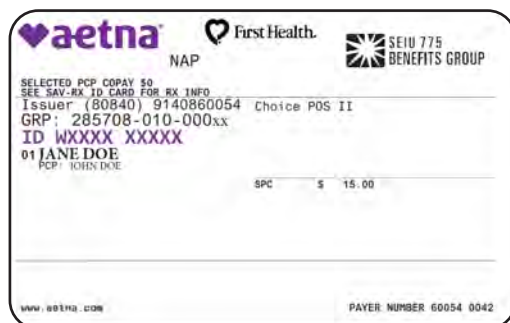 aetna
First Health.
SEIU 775
BENEFITS GROUP
NAP
SELECTED PCP COPAY $0
SEE SAV-RX ID CARD FOR RX INFO
Issuer (80840) 9140860054 Choice POS II
GRP: 285708-010-000xx
ID WXXXX XXXXX
01 JANE DOE
PCP: JOHN DOE
SPC $ 15.00
www.aetna.com PAYER NUMBER 60054 0042